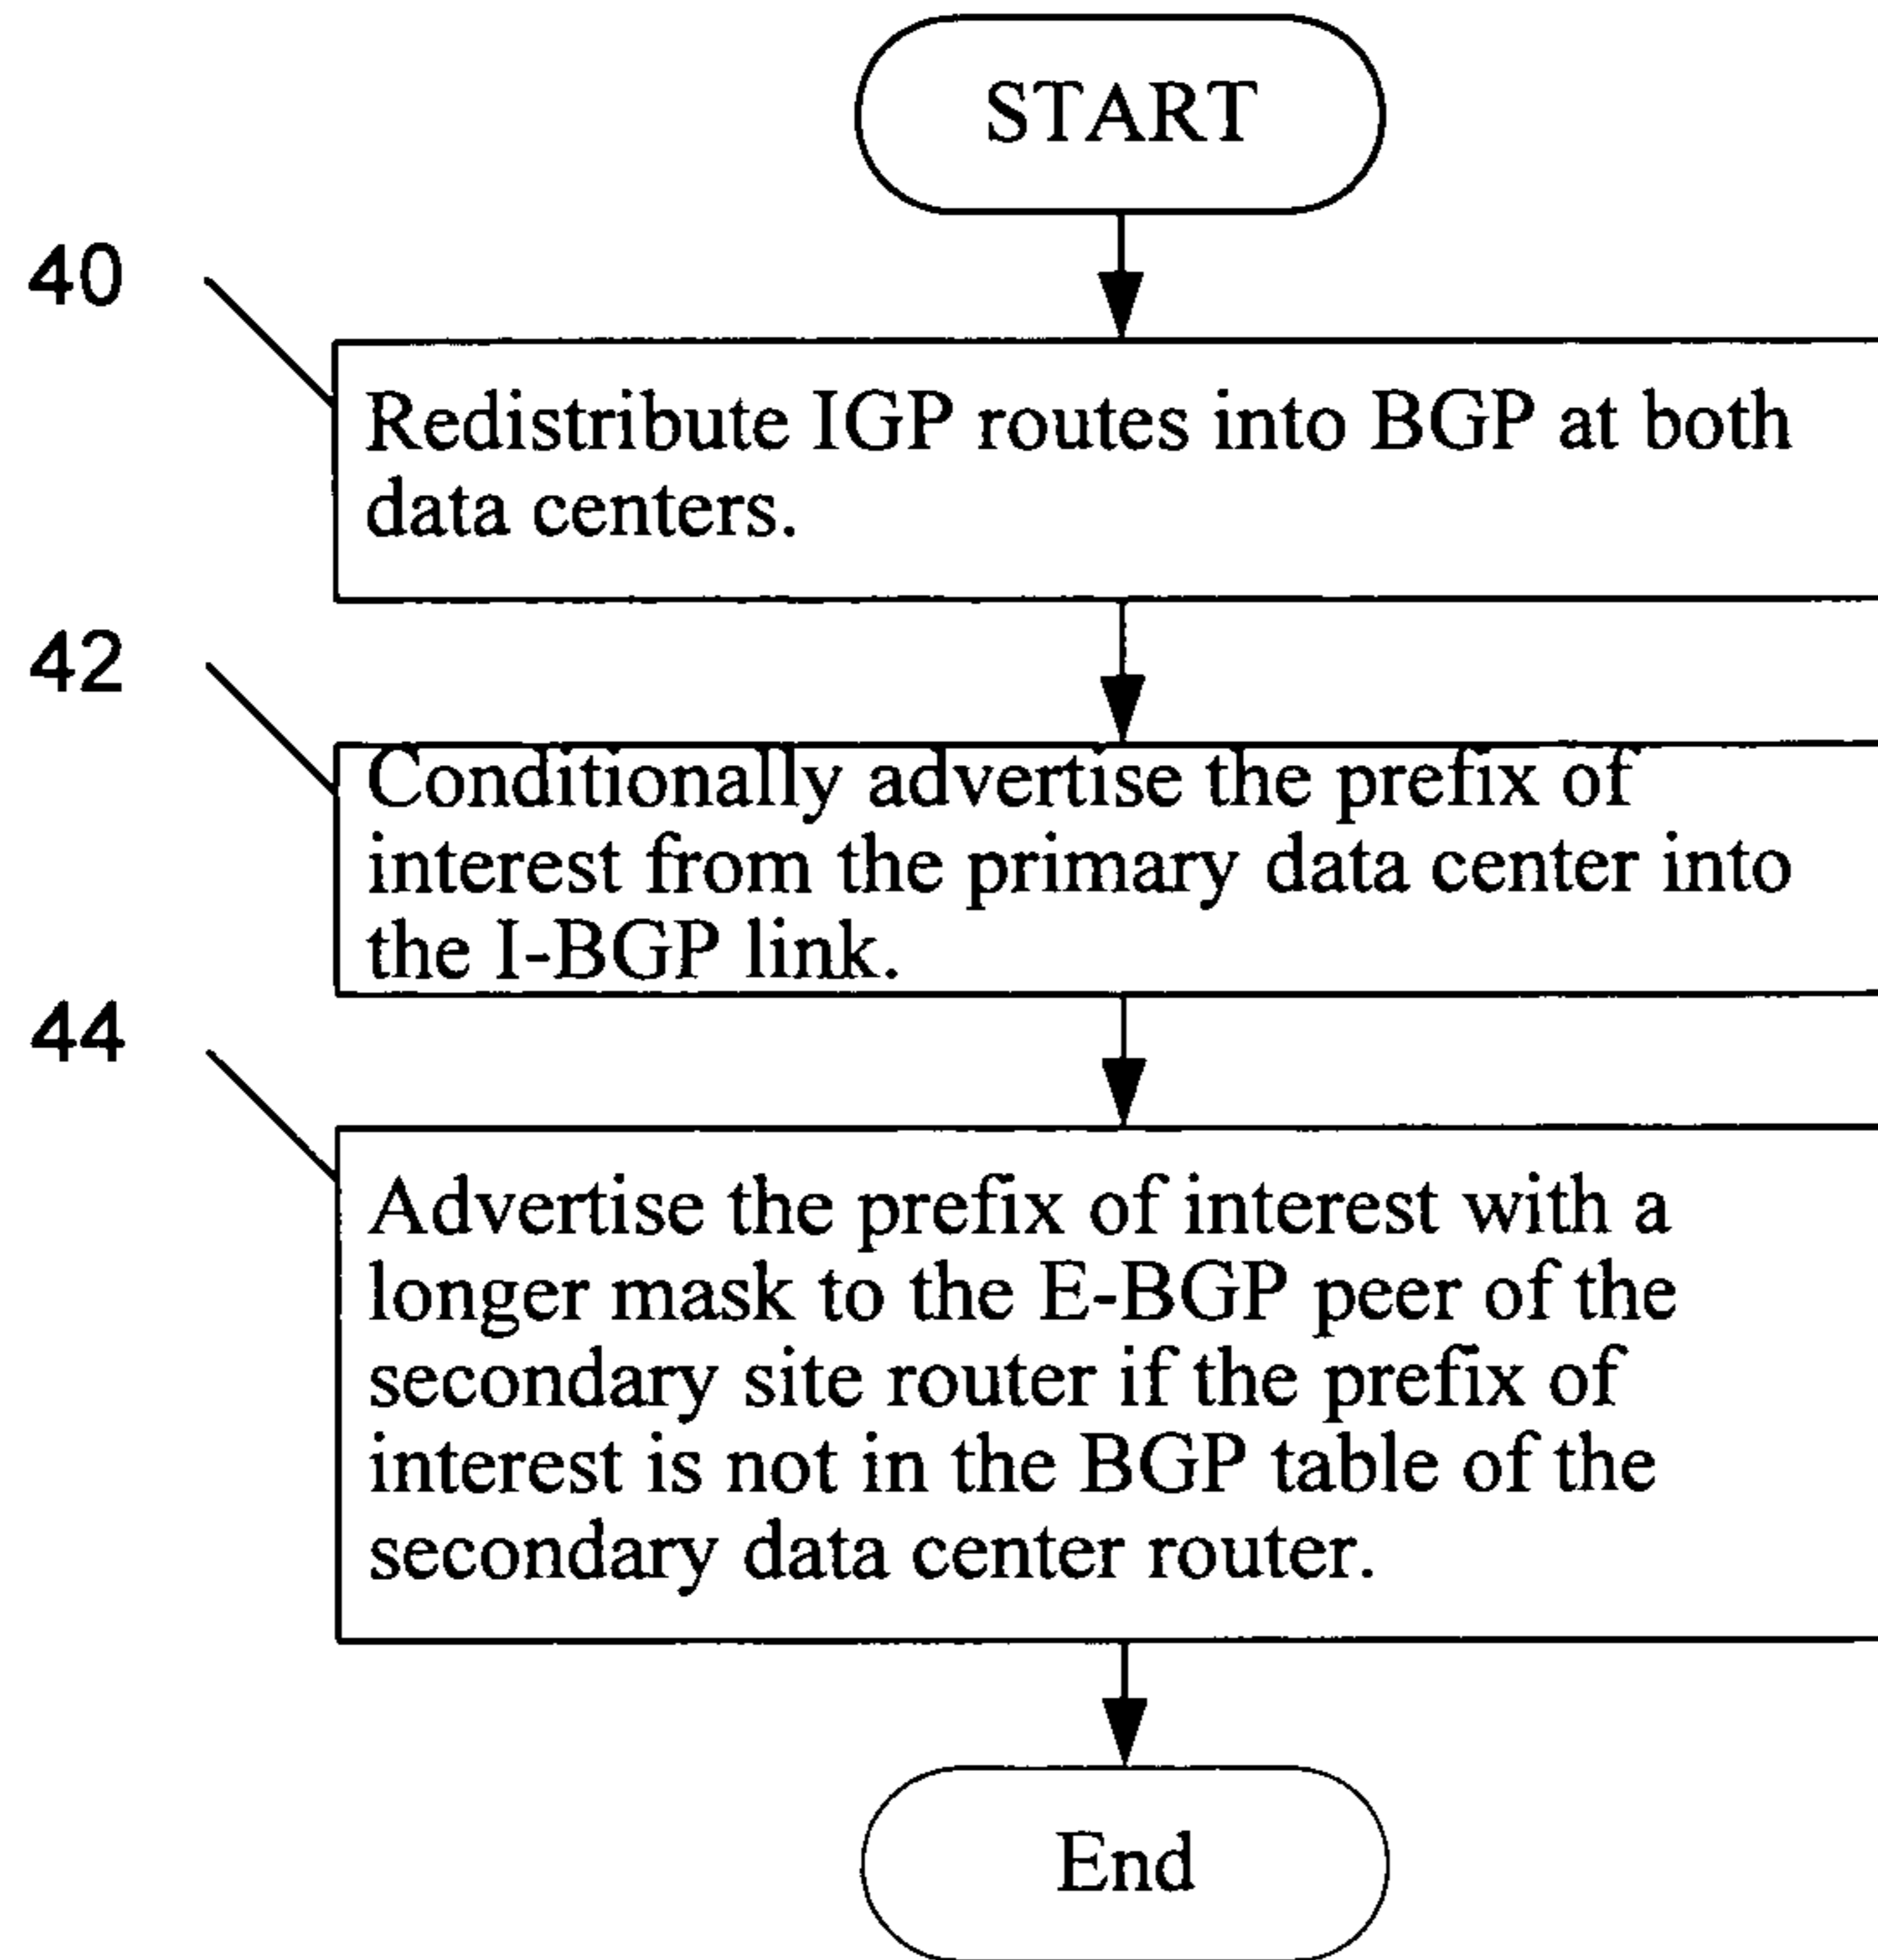 START
40
Redistribute IGP routes into BGP at both
data centers.
42
Conditionally advertise the prefix of
interest from the primary data center into
the I-BGP link.
44
Advertise the prefix of interest with a
longer mask to the E-BGP peer of the
secondary site router if the prefix of
interest is not in the BGP table of the
secondary data center router.
End